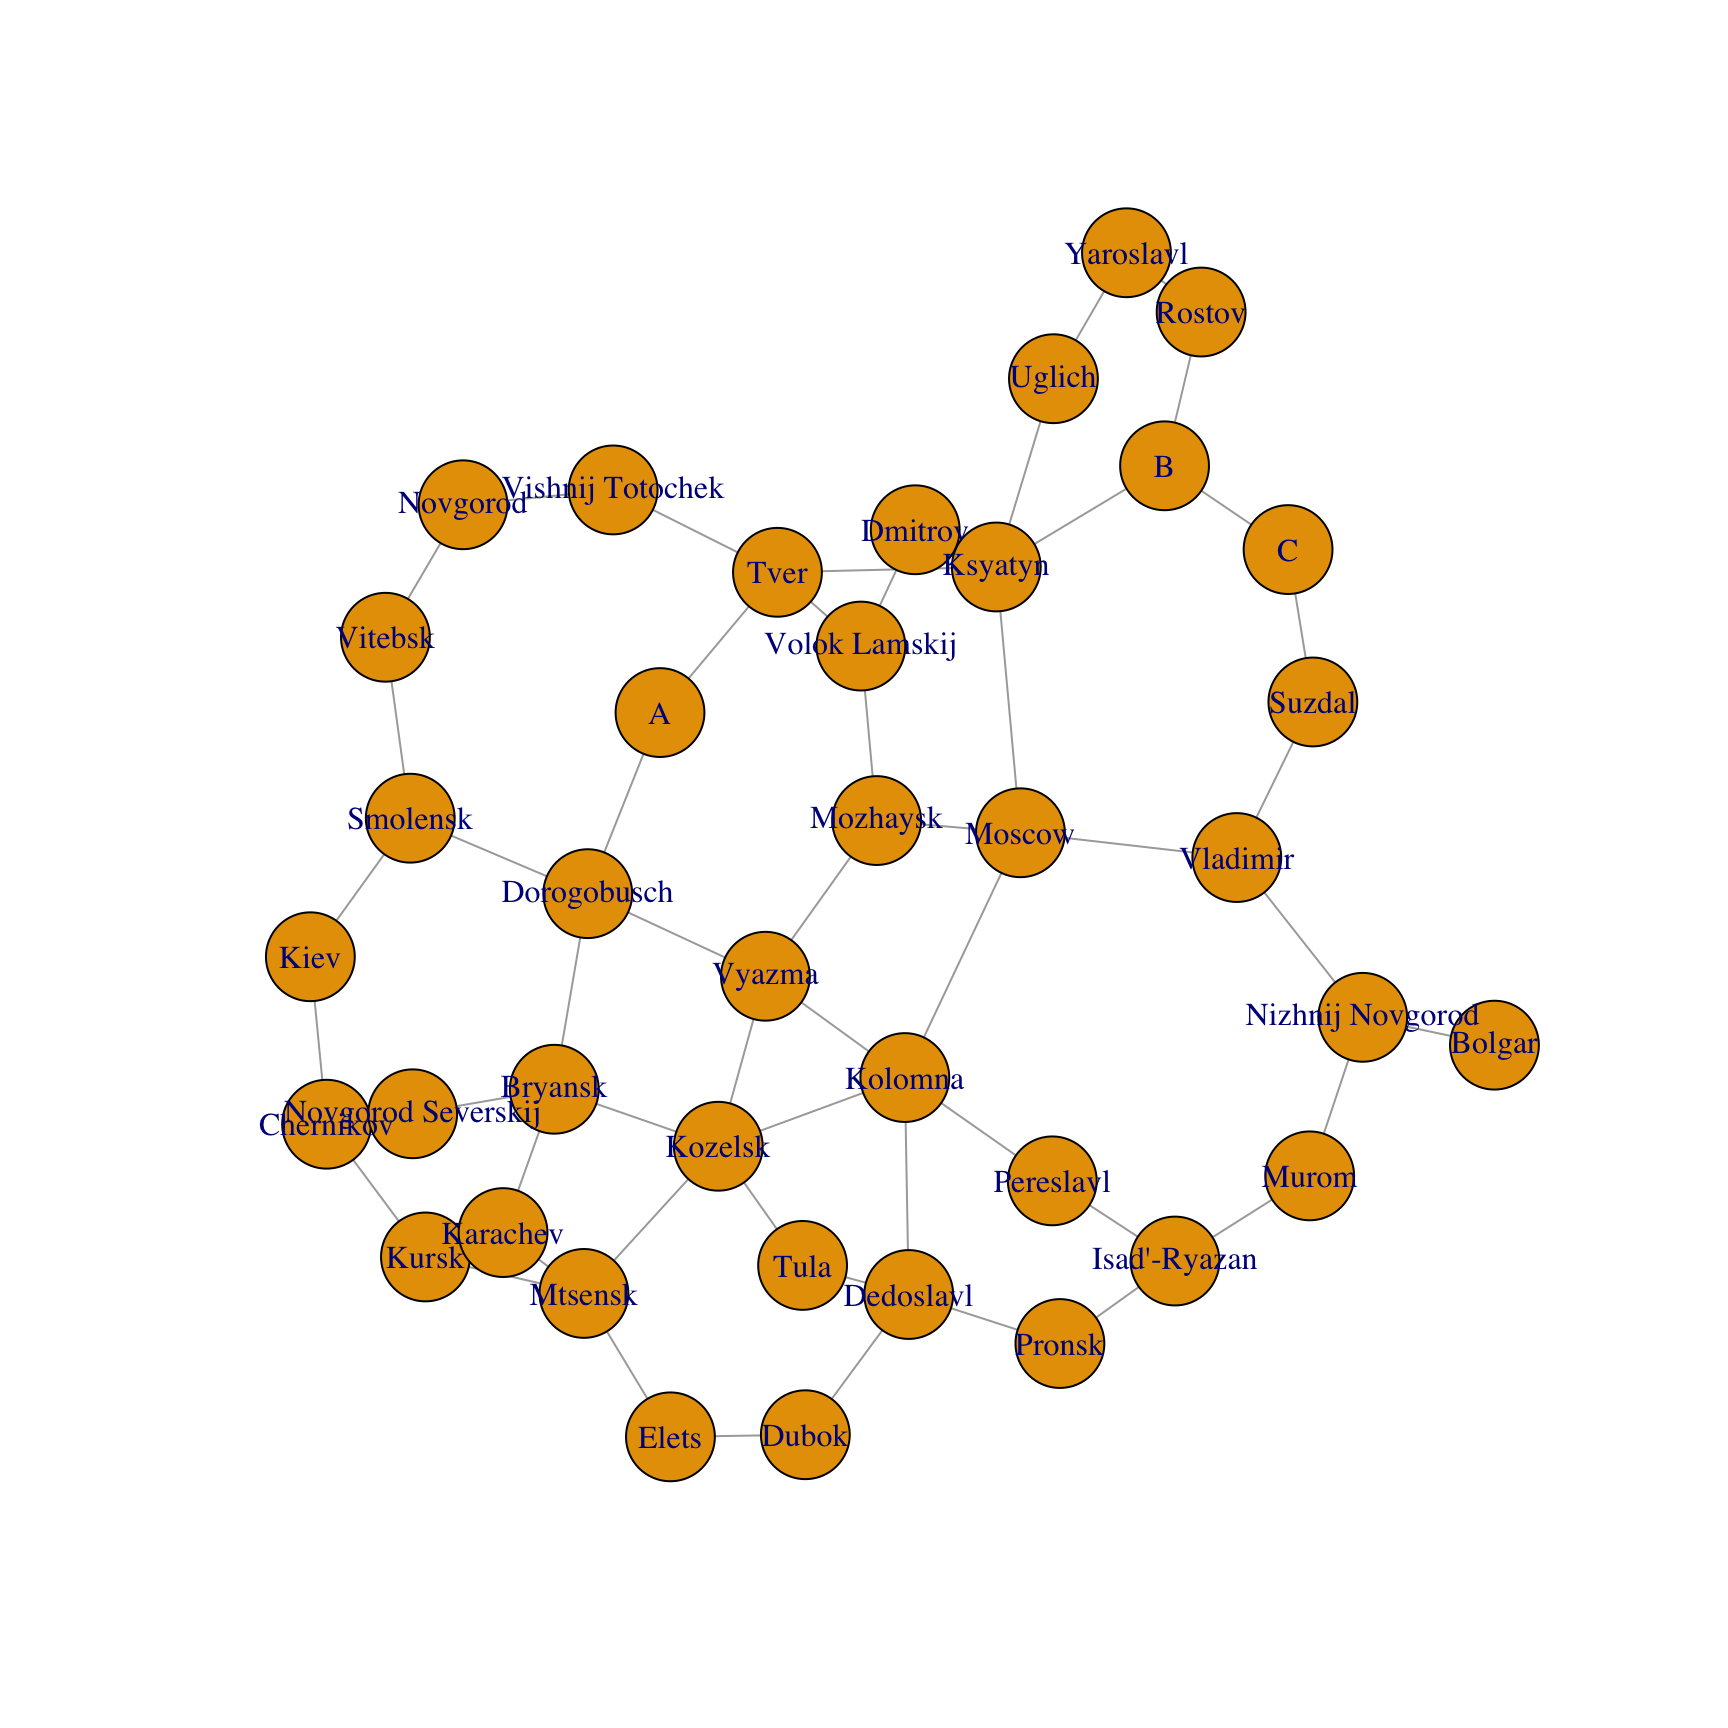 Yaroslavl
Rostov
Uglich
B
Vishnij Totochek
Novgorod
Dmitrov
C
Ksyatyn
Tver
Vitebsk
Volok Lamskij
Suzdal
A
Smolensk
Mozhaysk
Moscow
Vladimir
Dorogobusch
Kiev
Vyazma
Nizhnij Novgorod
Bolgar
Kolomna
Bryansk
Novgorod Severskij
Chernikov
Kozelsk
Pereslavl
Murom
Karachev
Kursk
Isad'-Ryazan
Tula
Mtsensk
Dedoslavl
Pronsk
Elets
Dubok